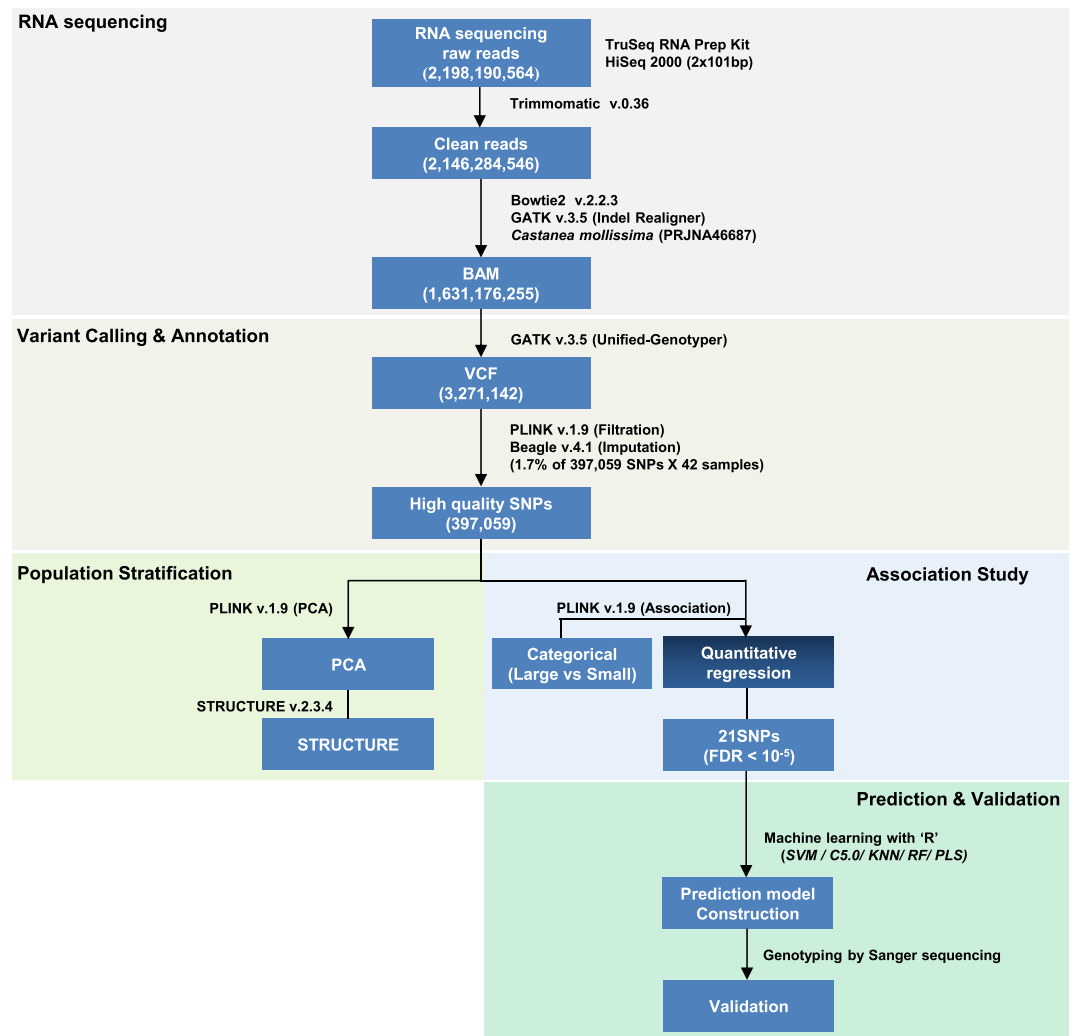 RNA sequencing
RNA sequencing
raw reads
(2,198,190,564)
TruSeq RNA Prep Kit
HiSeq 2000 (2x101bp)
Trimmomatic v.0.36
Clean reads
(2,146,284,546)
Bowtie2 v.2.2.3
GATK v.3.5 (Indel Realigner)
Castanea mollissima (PRJNA46687)
BAM
(1,631,176,255)
Variant Calling & Annotation
GATK v.3.5 (Unified-Genotyper)
VCF
(3,271,142)
PLINK v.1.9 (Filtration)
Beagle v.4.1 (Imputation)
(1.7% of 397,059 SNPs X 42 samples)
High quality SNPs
(397,059)
Population Stratification
PLINK v.1.9 (PCA)
PCA
STRUCTURE v.2.3.4
STRUCTURE
Association Study
PLINK v.1.9 (Association)
Categorical
(Large vs Small)
Quantitative
regression
21SNPs
(FDR < 10⁻⁵)
Prediction & Validation
Machine learning with ‘R’
(SVM / C5.0/ KNN/ RF/ PLS)
Prediction model
Construction
Genotyping by Sanger sequencing
Validation